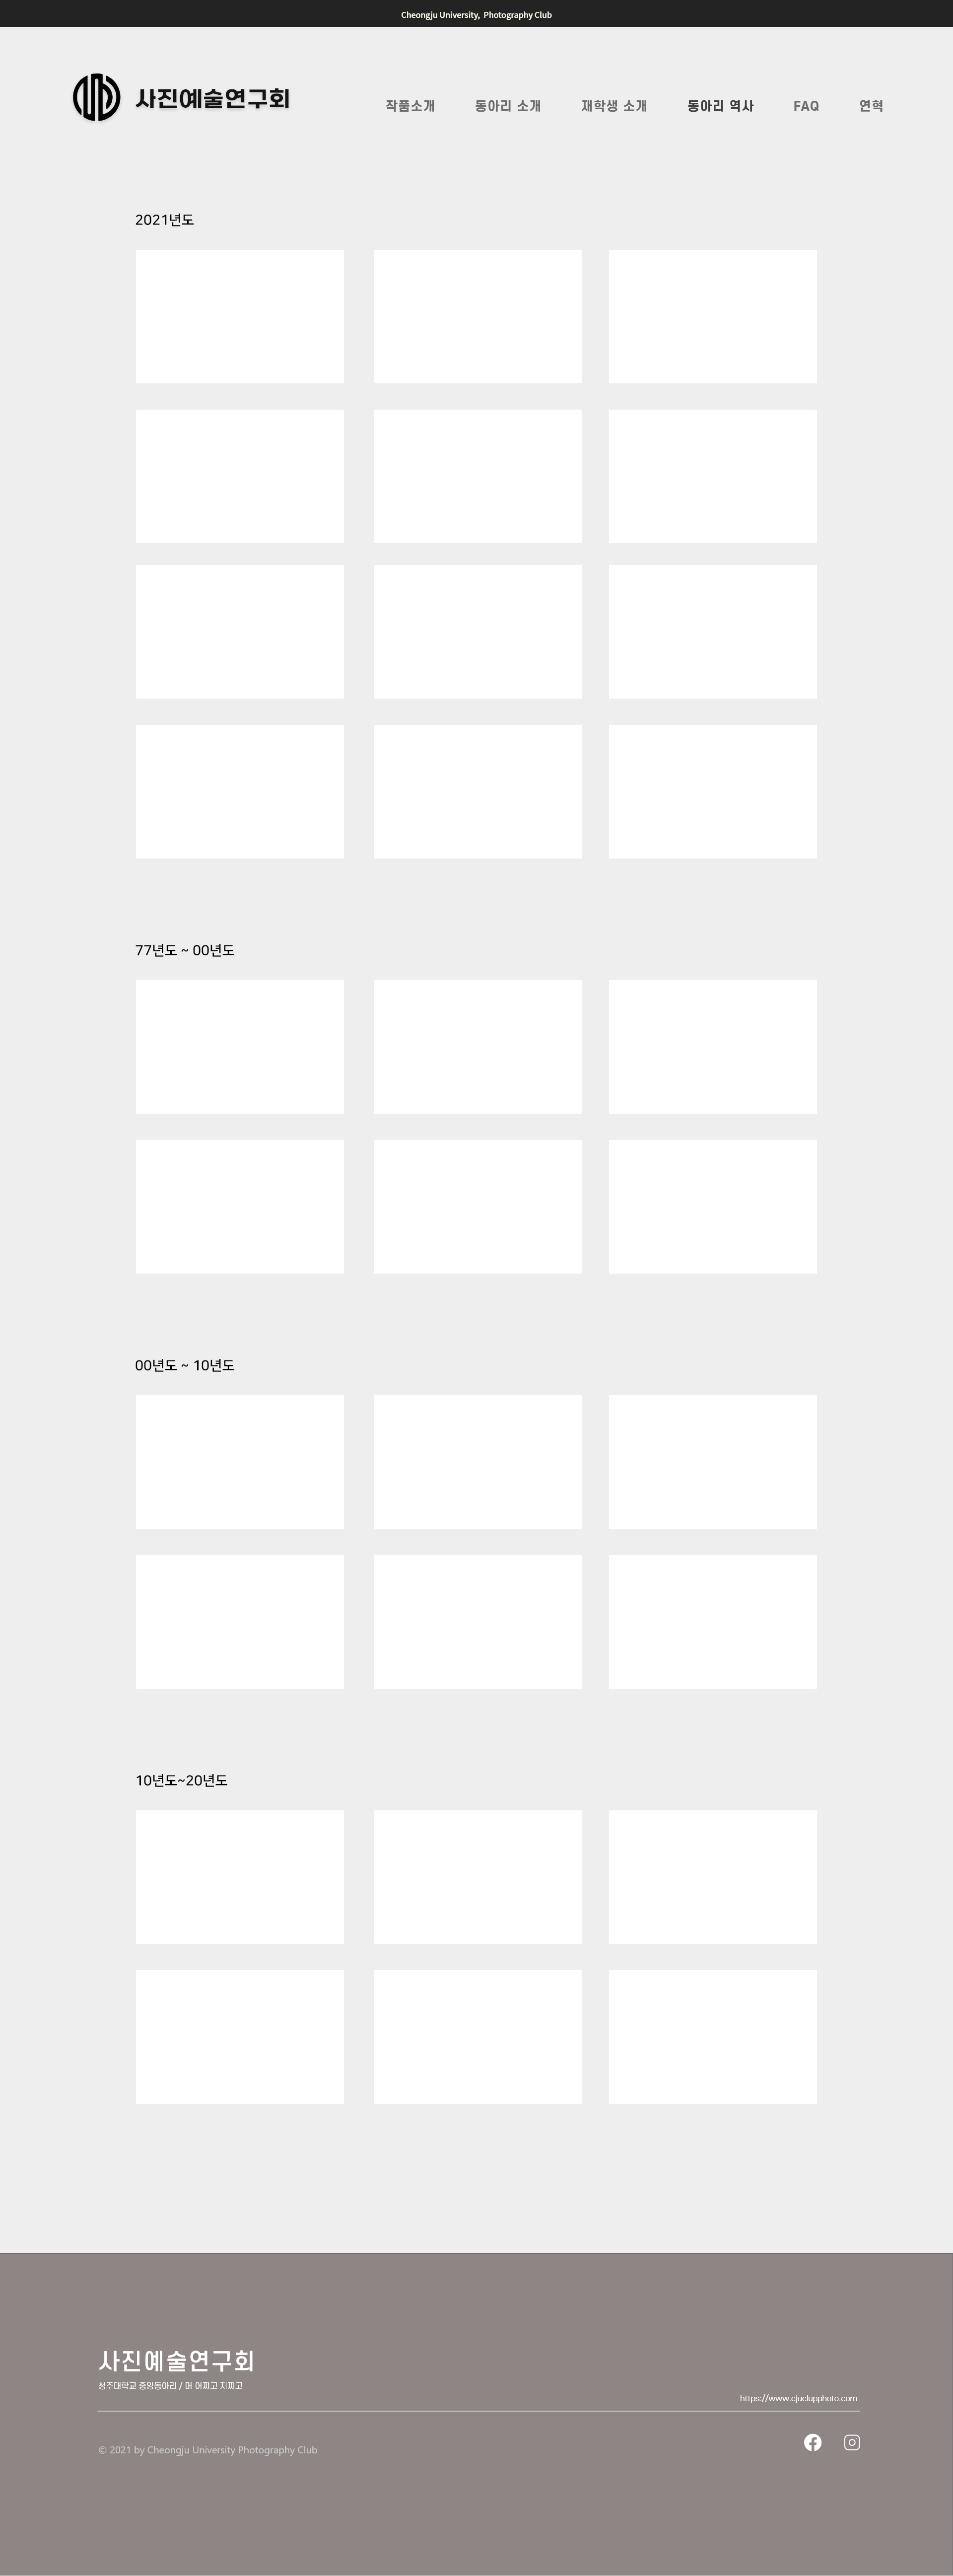 Cheongju University, Photography Club
사진예술연구회
작품소개 동아리 소개 재학생 소개 동아리 역사 FAQ 연혁
2021년도
77년도 ~ 00년도
00년도 ~ 10년도
10년도~20년도
사진예술연구회
청주대학교 중앙동아리 / 머 어찌고 저찌고
https://www.cjuclupphoto.com
© 2021 by Cheongju University Photography Club